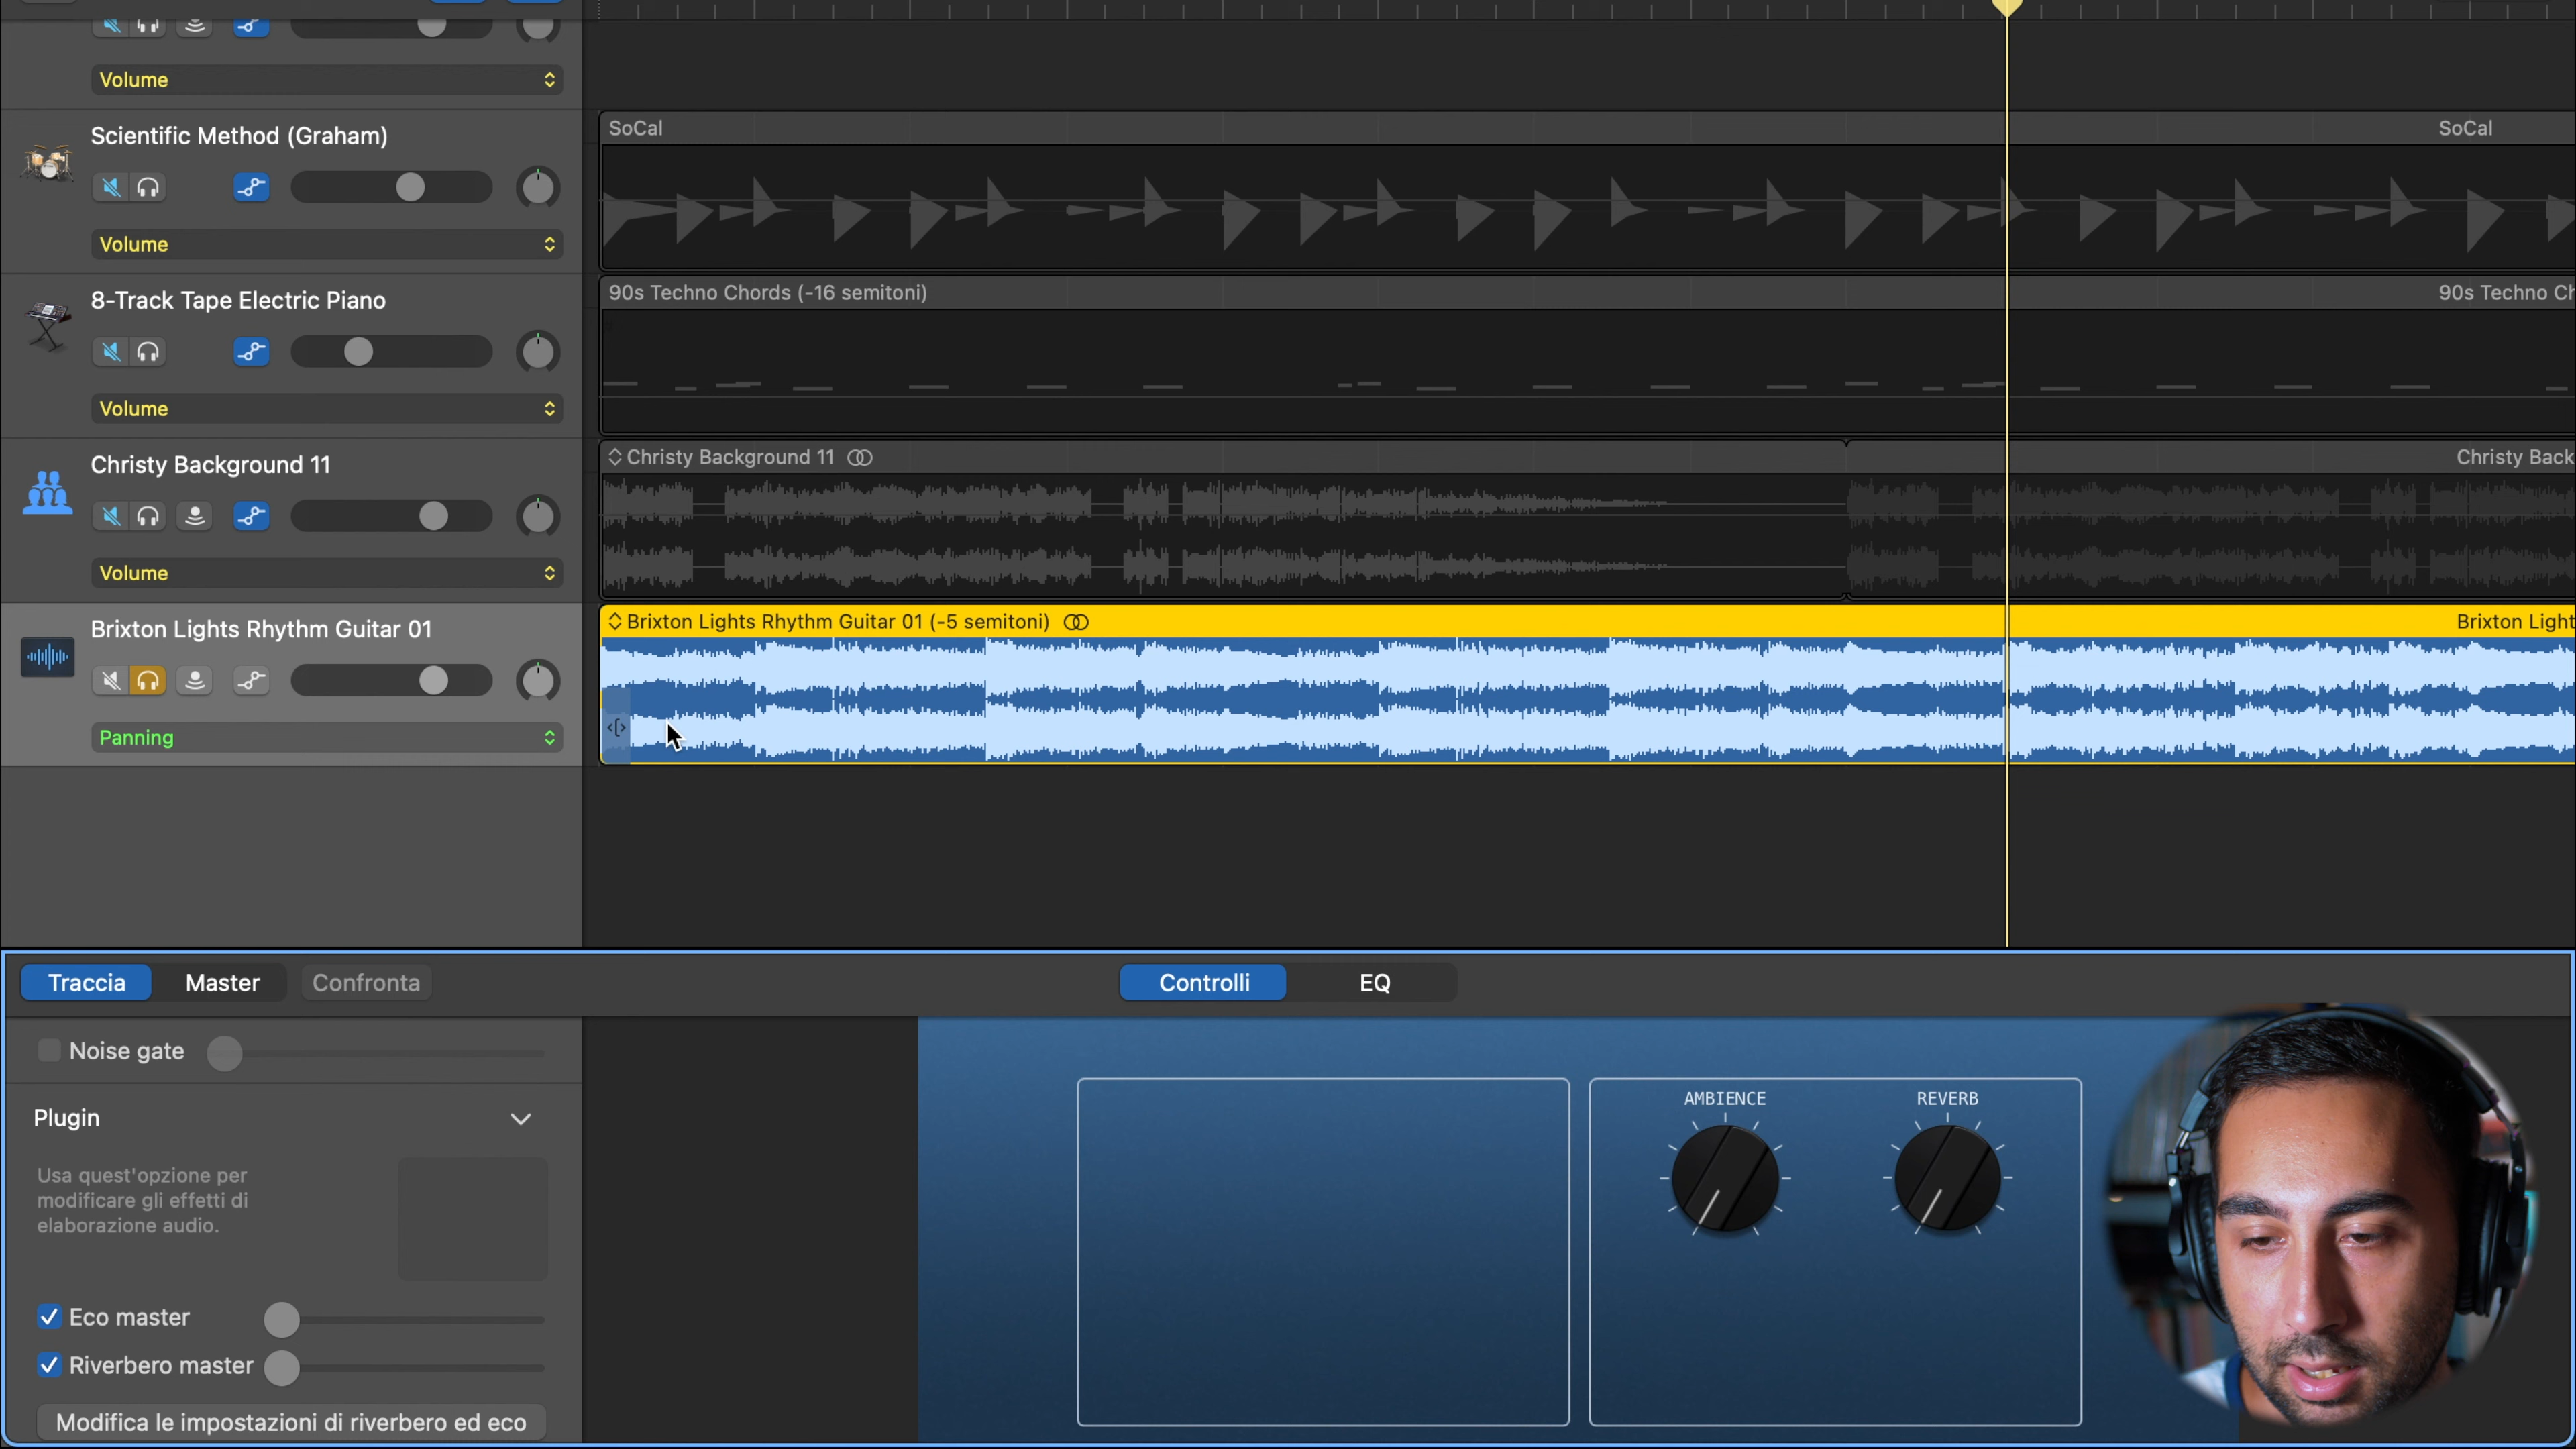 Volume
Scientific Method (Graham)
Volume
SoCal
SoCal
8-Track Tape Electric Piano
Volume
90s Techno Chords (-16 semitoni)
90s Techno Ch
Christy Background 11
Volume
Christy Background 11
Christy Back
Brixton Lights Rhythm Guitar 01
Panning
Brixton Lights Rhythm Guitar 01 (-5 semitoni)
Brixton Light
Traccia
Master
Confronta
Controlli
EQ
Noise gate
Plugin
Usa quest'opzione per
modificare gli effetti di
elaborazione audio.
Eco master
Riverbero master
Modifica le impostazioni di riverbero ed eco
AMBIENCE
REVERB